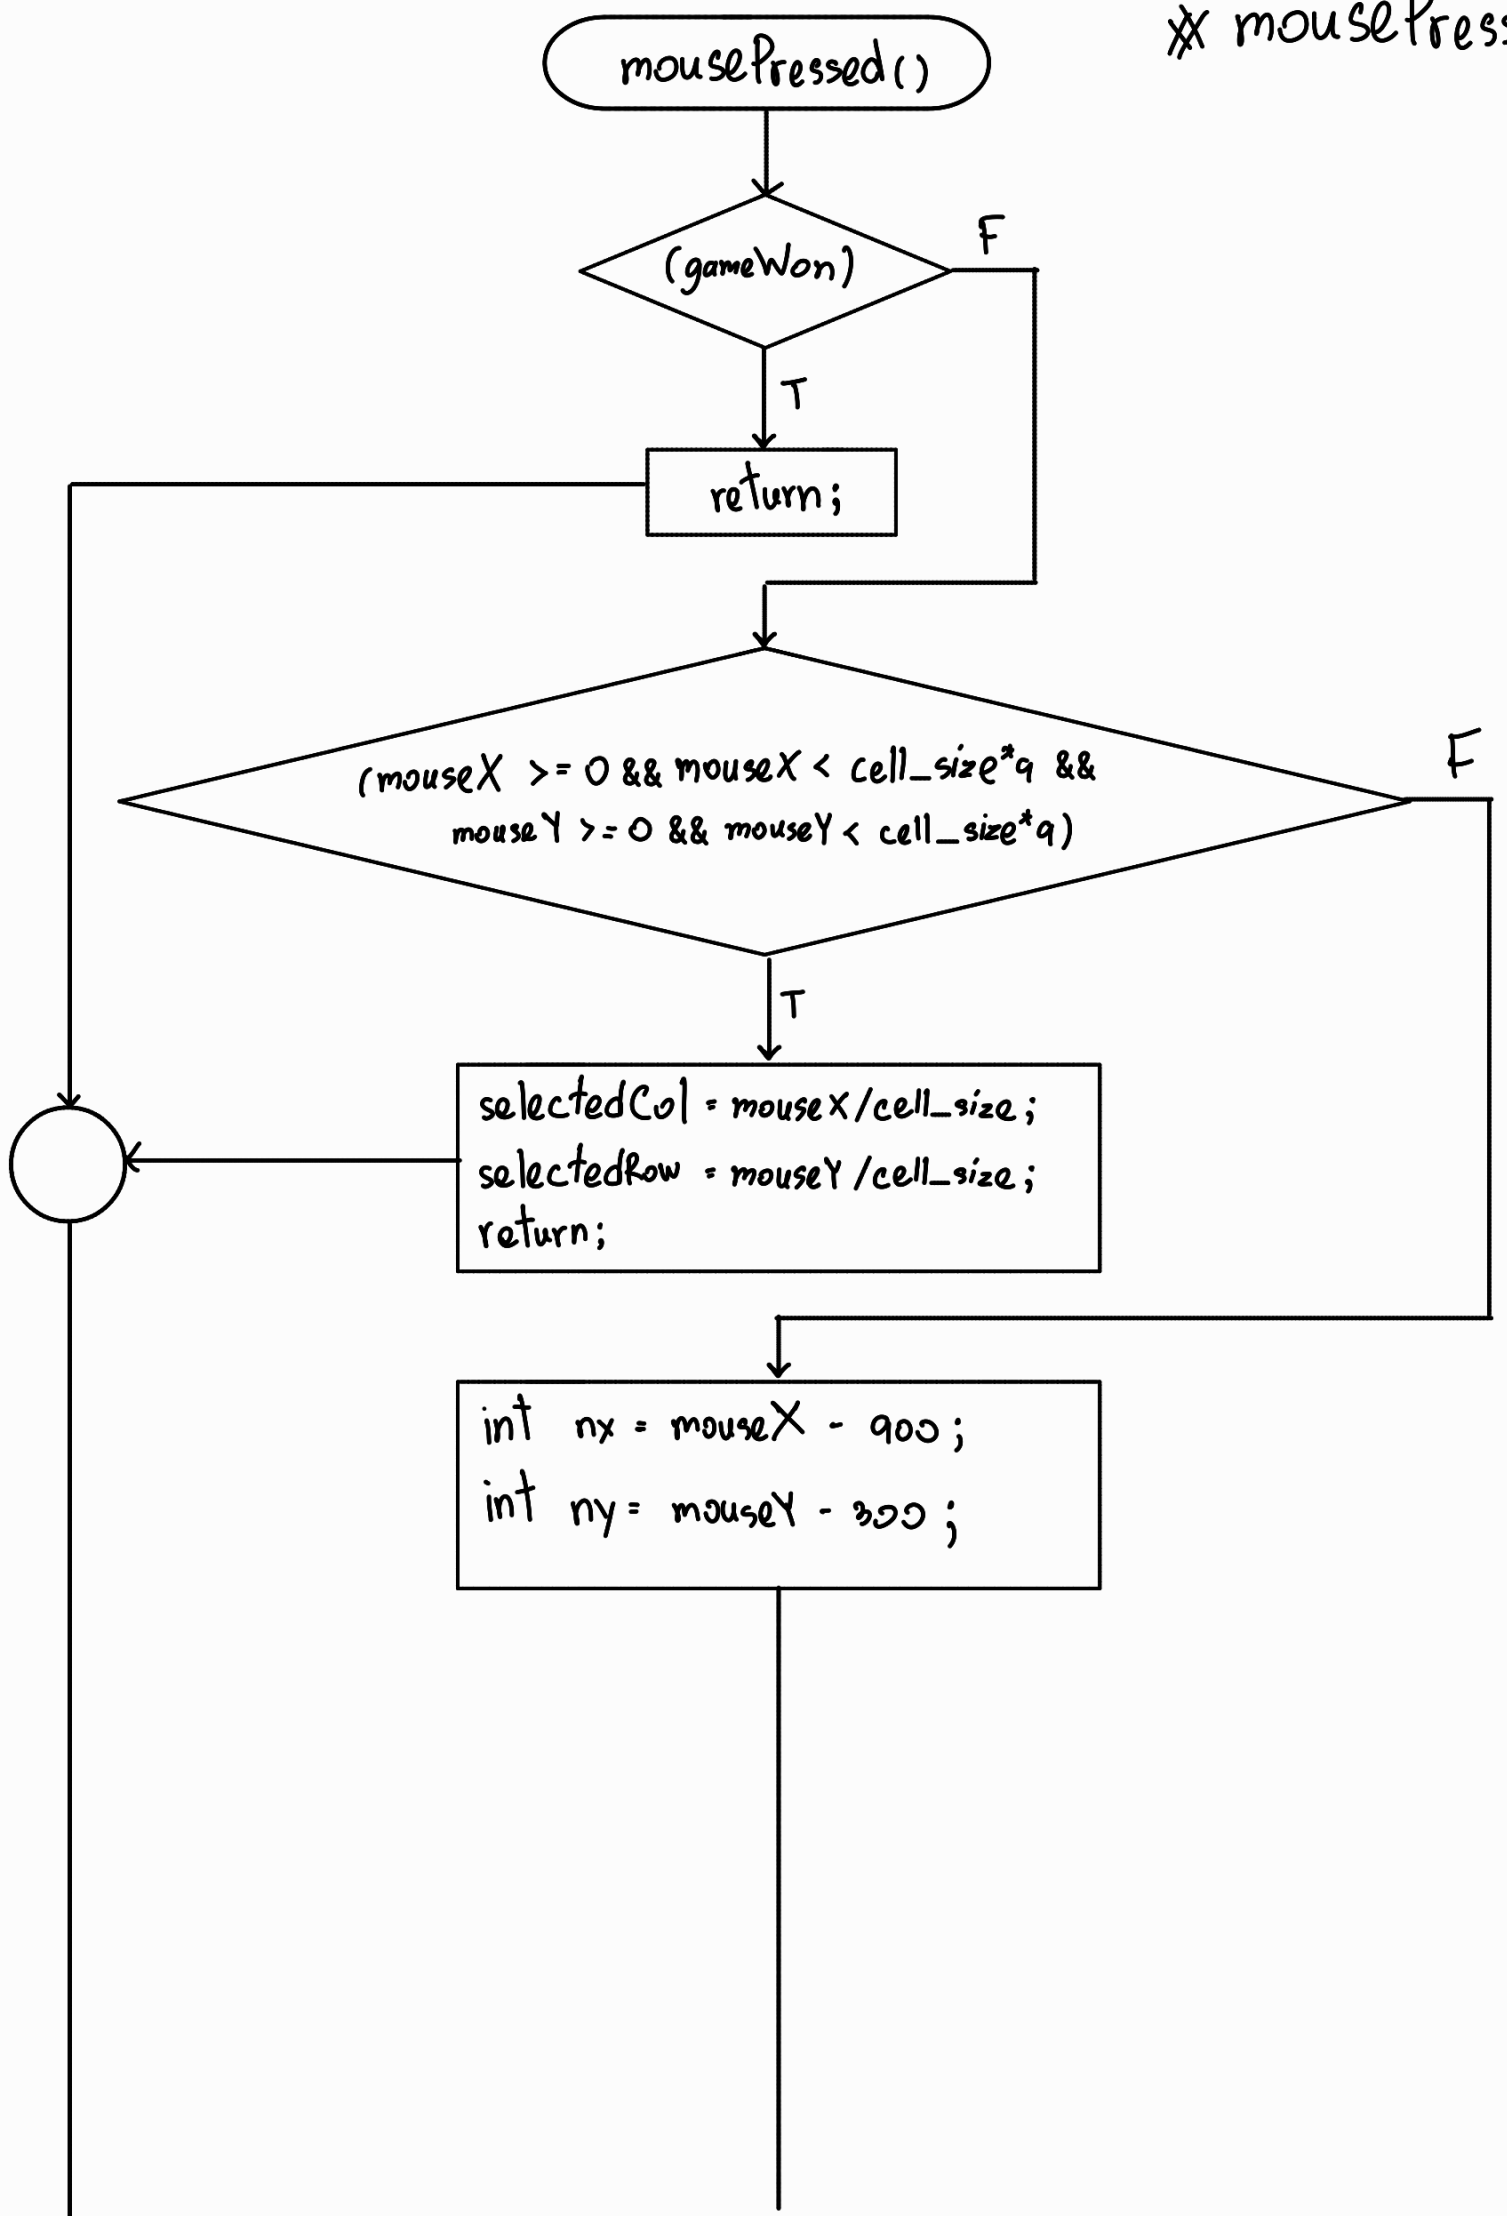 mousePressed()
(gameWon)
F
T
return;
(mouseX >= 0 && mouseX < cell_size*9 &&
mouseY >= 0 && mouseY < cell_size*9)
F
T
selectedCol = mouseX/cell_size;
selectedRow = mouseY/cell_size;
return;
int nx = mouseX - 900;
int ny = mouseY - 300;